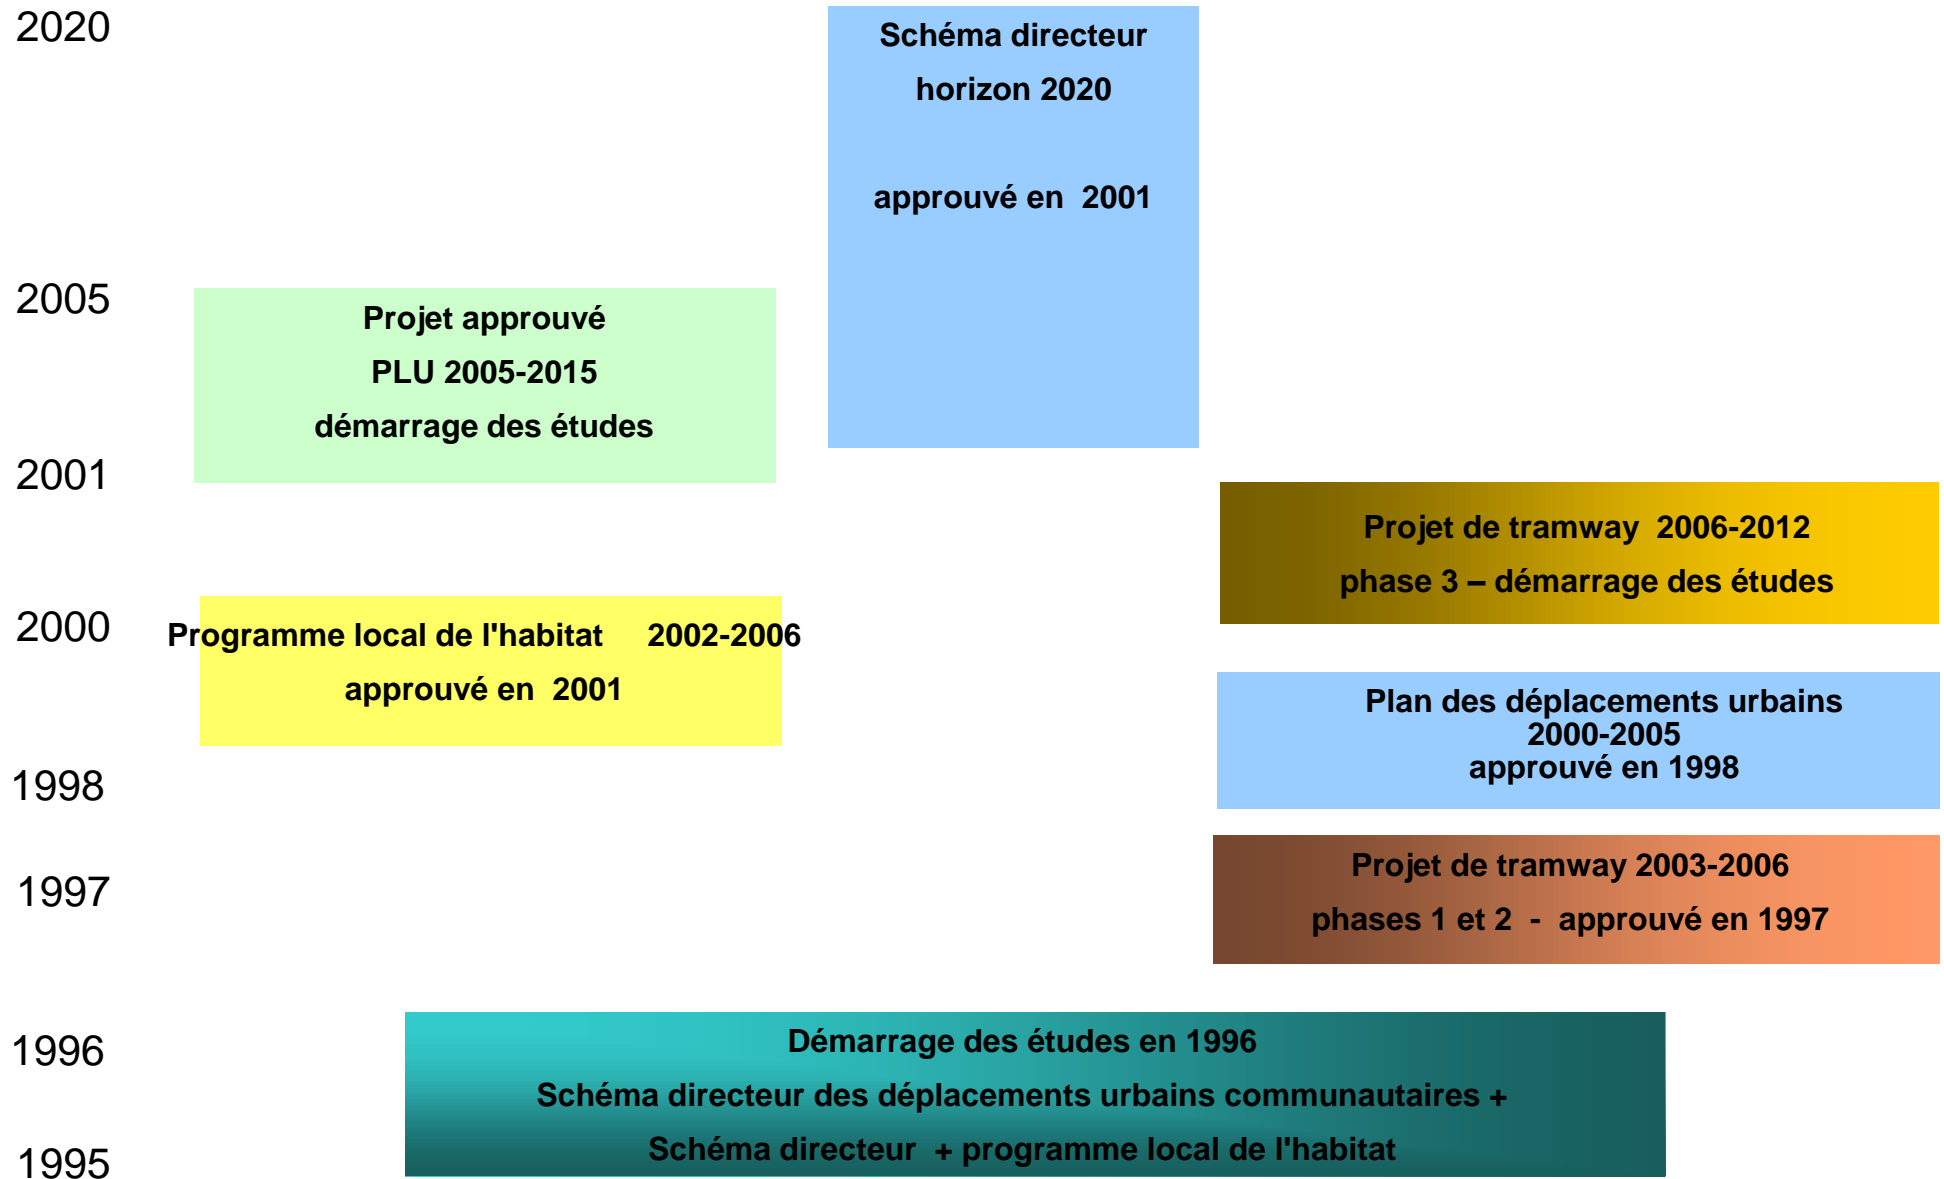 2020
Schéma directeur
horizon 2020
approuvé en 2001
2005
Projet approuvé
PLU 2005-2015
démarrage des études
2001
Projet de tramway 2006-2012
phase 3 – démarrage des études
2000
Programme local de l'habitat 2002-2006
approuvé en 2001
Plan des déplacements urbains
2000-2005
approuvé en 1998
1998
Projet de tramway 2003-2006
phases 1 et 2 - approuvé en 1997
1997
1996
Démarrage des études en 1996
Schéma directeur des déplacements urbains communautaires +
Schéma directeur + programme local de l'habitat
1995